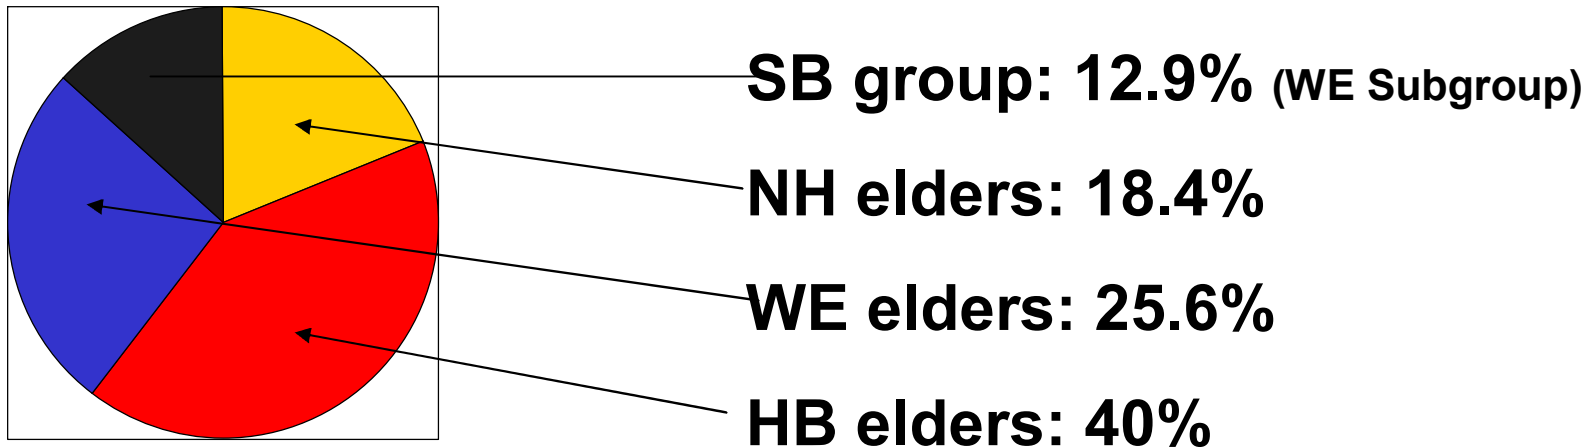 SB group: 12.9% (WE Subgroup)
NH elders: 18.4%
WE elders: 25.6%
HB elders: 40%